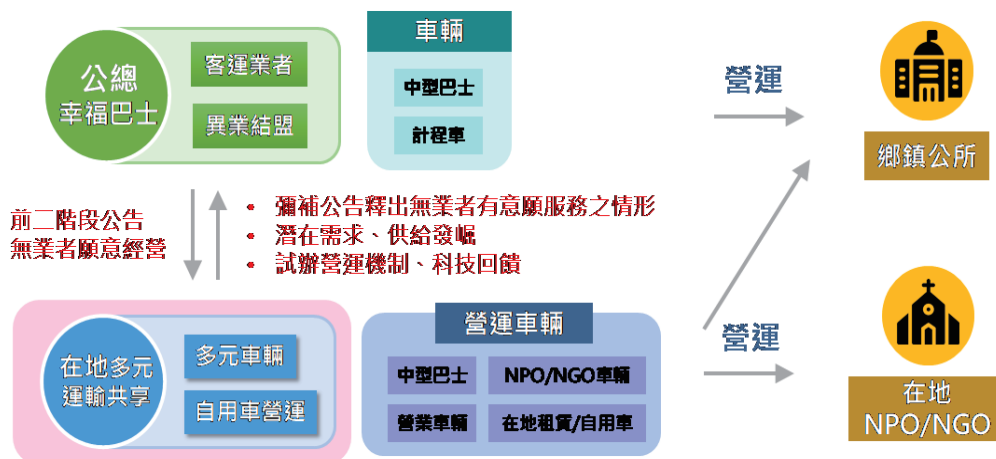 公總
幸福巴士
客運業者
異業結盟
車輛
中型巴士
計程車
營運
鄉鎮公所
前二階段公告
無業者願意經營
• 彌補公告釋出無業者有意願服務之情形
• 潛在需求、供給發崛
• 試辦營運機制、科技回饋
在地多元
運輸共享
多元車輛
自用車營運
營運車輛
中型巴士
NPO/NGO車輛
營業車輛
在地租賃/自用車
營運
在地
NPO/NGO